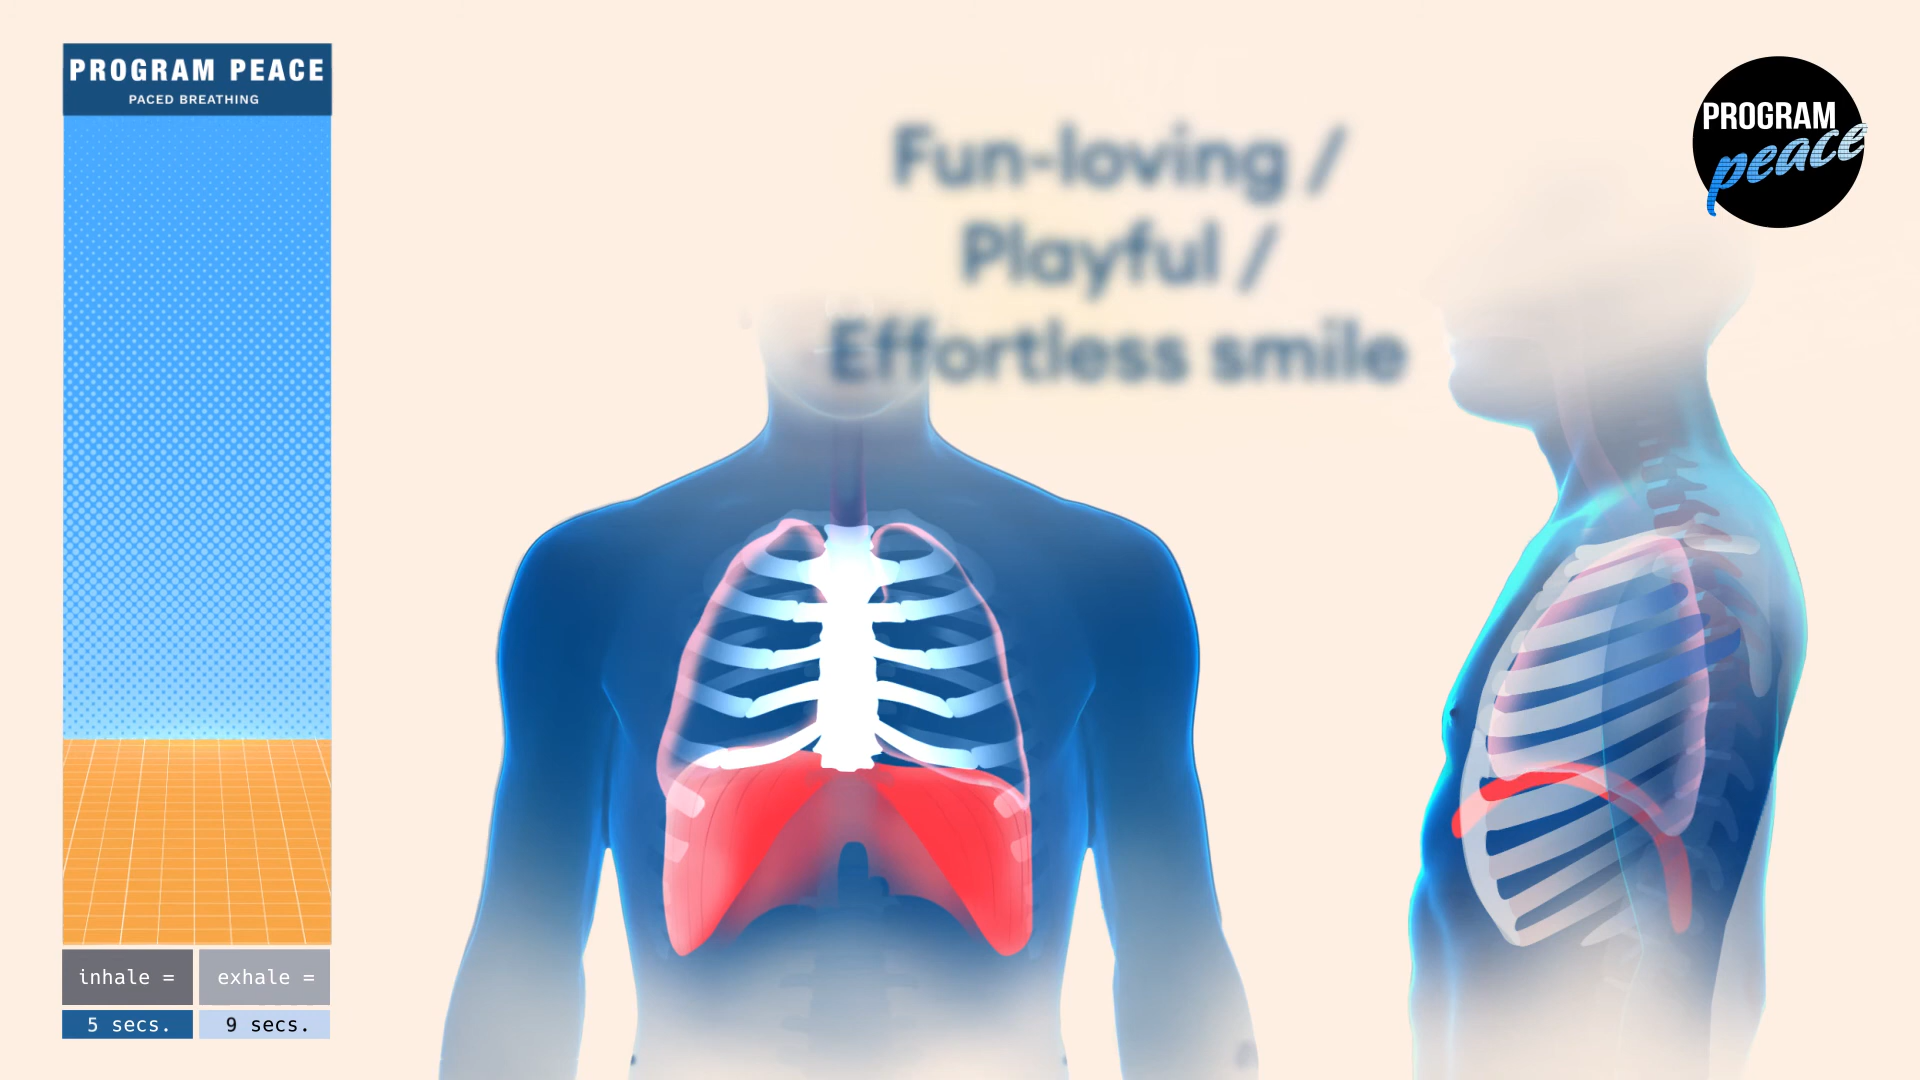 PROGRAM PEACE
PACED BREATHING
Fun-loving /
Playful /
Effortless smile
PROGRAM
peace
inhale =
exhale =
5 secs.
9 secs.